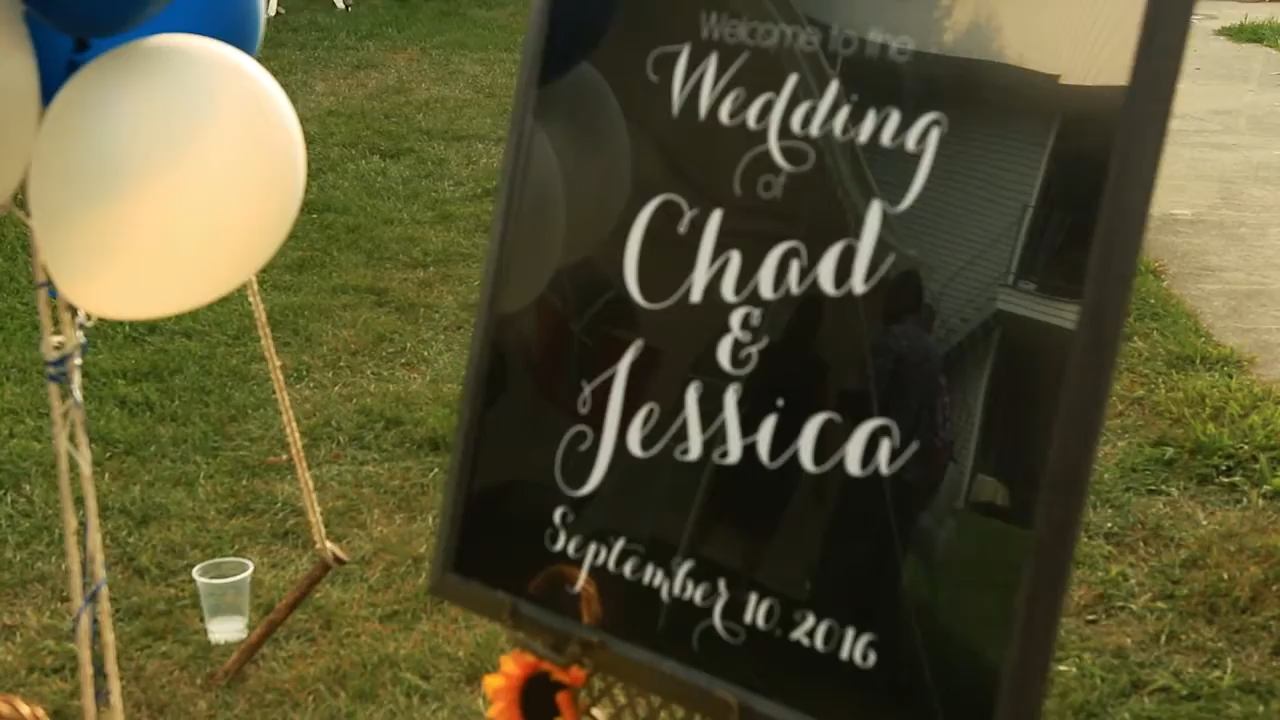 Welcome to the
Wedding
of
Chad
&
Jessica
September 10, 2016